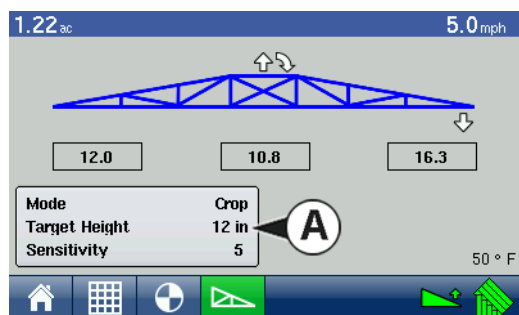 1.22 ac 5.0 mph
12.0 10.8 16.3
Mode Crop
Target Height 12 in
Sensitivity 5
A
50 ° F